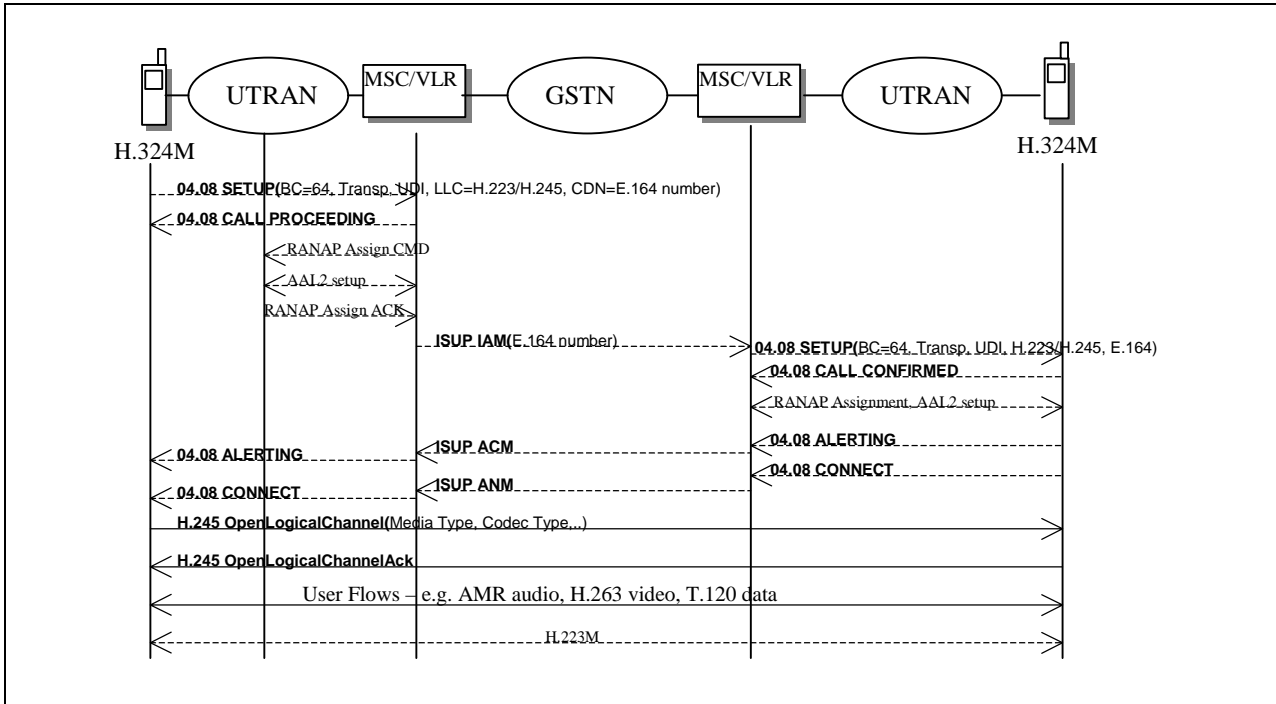 UTRAN
MSC/VLR
GSTN
MSC/VLR
UTRAN
H.324M
H.324M
04.08 SETUP(BC=64, Transp, UDI, LLC=H.223/H.245, CDN=E.164 number)
04.08 CALL PROCEEDING
RANAP Assign CMD
AAL2 setup
RANAP Assign ACK
ISUP IAM(E.164 number)
04.08 SETUP(BC=64, Transp, UDI, H.223/H.245, E.164)
04.08 CALL CONFIRMED
RANAP Assignment, AAL2 setup
04.08 ALERTING
ISUP ACM
04.08 ALERTING
04.08 CONNECT
ISUP ANM
04.08 CONNECT
H.245 OpenLogicalChannel(Media Type, Codec Type,..)
H.245 OpenLogicalChannelAck
User Flows – e.g. AMR audio, H.263 video, T.120 data
H.223M